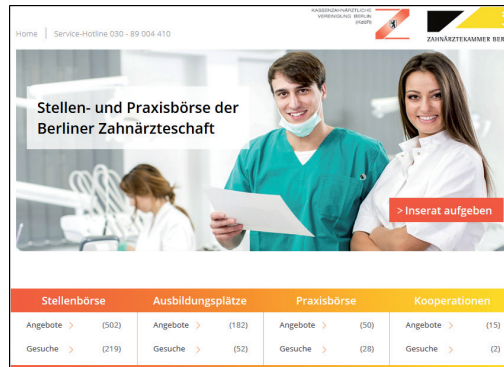 KASSENZAHNÄRZTLICHE
VEREINIGUNG BERLIN
(KdöR)
ZAHNÄRZTEKAMMER BER
Home | Service-Hotline 030 - 89 004 410
Stellen- und Praxisbörse der
Berliner Zahnärzteschaft
> Inserat aufgeben
Stellenbörse Ausbildungsplätze Praxisbörse Kooperationen
Angebote > (502) Angebote > (182) Angebote > (50) Angebote > (15)
Gesuche > (219) Gesuche > (52) Gesuche > (28) Gesuche > (2)